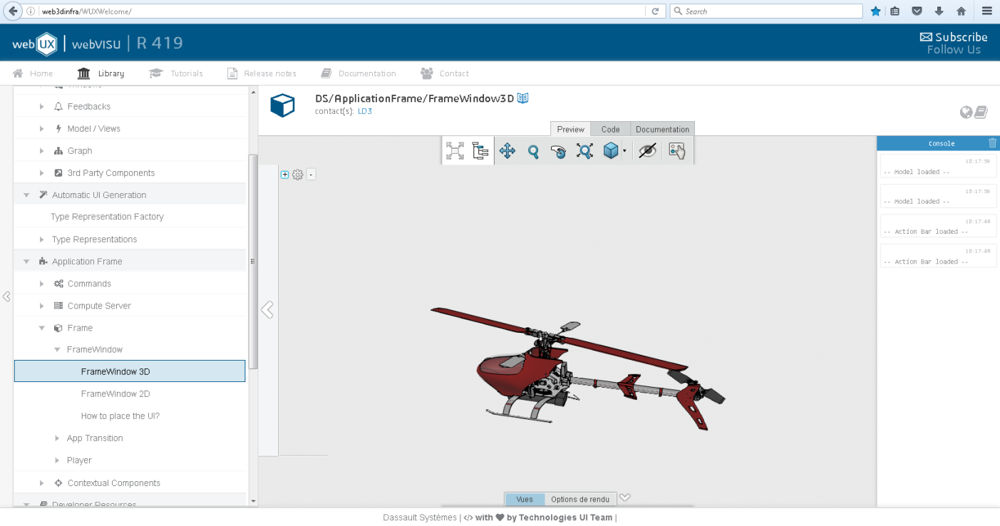 web3dinfra/WUXWelcome/
Search
web UX | webVISU | R 419
Subscribe
Follow Us
Home
Library
Tutorials
Release notes
Documentation
Contact
Feedbacks
Model / Views
Graph
3rd Party Components
Automatic UI Generation
Type Representation Factory
Type Representations
Application Frame
Commands
Compute Server
Frame
FrameWindow
FrameWindow 3D
FrameWindow 2D
How to place the UI?
App Transition
Player
Contextual Components
Developer Resources
DS/ApplicationFrame/FrameWindow3D
contact(s): LD3
Preview
Code
Documentation
Console
18:17:50
-- Model loaded --
18:17:50
-- Model loaded --
18:17:46
-- Action Bar loaded --
18:17:46
-- Action Bar loaded --
Vues
Options de rendu
Dassault Systèmes | </> with ♥ by Technologies UI Team |